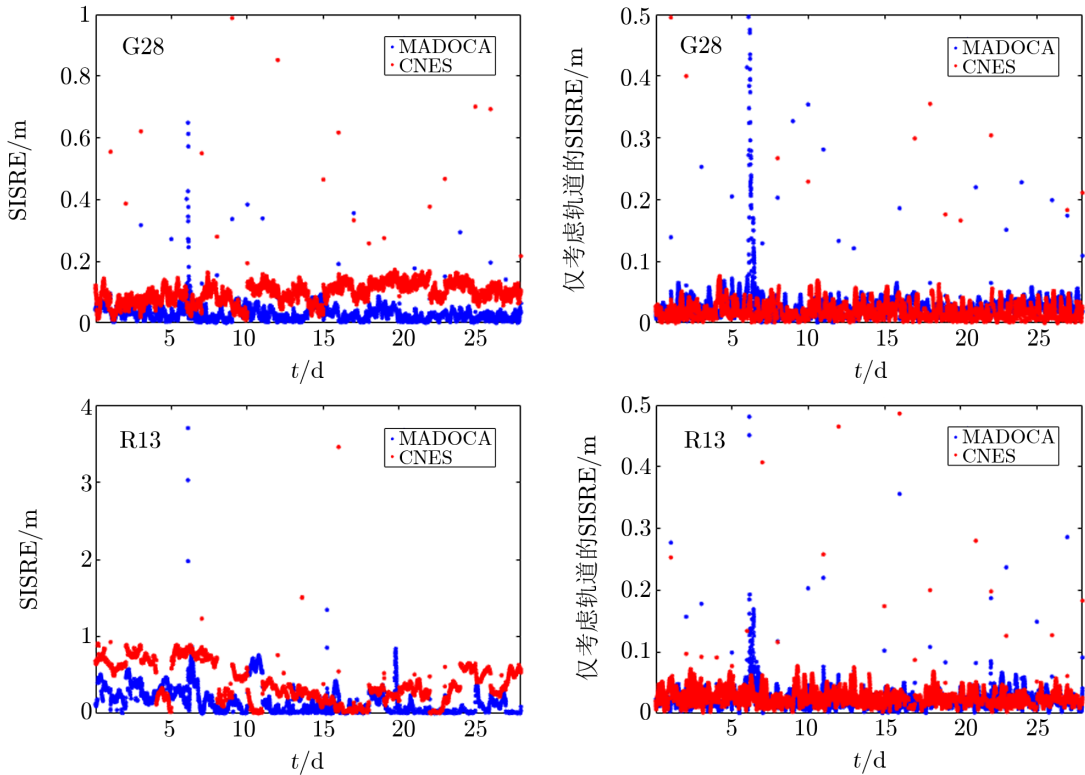 1
0.8
0.6
0.4
0.2
0
SISRE/m
G28
MADOCA
CNES
5
10
15
20
25
t/d
0.5
0.4
0.3
0.2
0.1
0
仅考虑轨道的SISRE/m
G28
MADOCA
CNES
5
10
15
20
25
t/d
4
3
2
1
0
SISRE/m
R13
MADOCA
CNES
5
10
15
20
25
t/d
0.5
0.4
0.3
0.2
0.1
0
仅考虑轨道的SISRE/m
R13
MADOCA
CNES
5
10
15
20
25
t/d